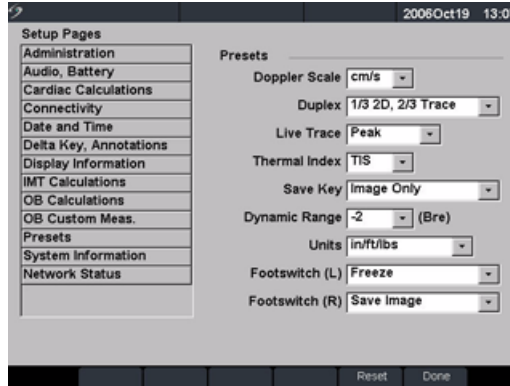 2006Oct19 13:0
Setup Pages
Administration
Audio, Battery
Cardiac Calculations
Connectivity
Date and Time
Delta Key, Annotations
Display Information
IMT Calculations
OB Calculations
OB Custom Meas.
Presets
System Information
Network Status
Presets
Doppler Scale cm/s
Duplex 1/3 2D, 2/3 Trace
Live Trace Peak
Thermal Index TIS
Save Key Image Only
Dynamic Range -2 (Bre)
Units in/ft/lbs
Footswitch (L) Freeze
Footswitch (R) Save Image
Reset Done